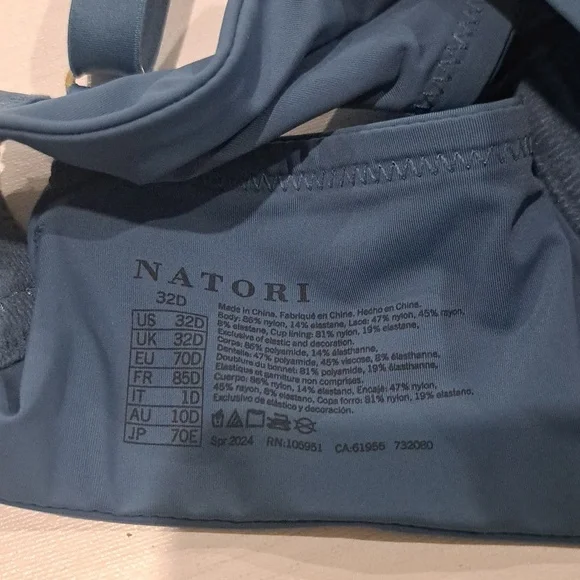 NATORI
32D
US 32D
UK 32D
EU 70D
FR 85D
IT 1D
AU 10D
JP 70E
Made in China. Fabriqué en China. Hecho en China.
Body: 86% nylon, 14% elastane, Lace: 47% nylon, 45% rayon,
8% elastane. Cup lining: 81% nylon, 19% elastane.
Exclusive of elastic and decoration.
Corps: 86% polyamide, 14% élasthanne,
Dentelle: 47% polyamide, 45% viscose, 8% élasthanne.
Doublure du bonnet: 81% polyamide, 19% élasthanne.
Elastique et garniture non comprises.
Cuerpo: 86% nylon, 14% elastano, Encajé: 47% nylon,
45% rayon, 8% elastano. Copa forro: 81% nylon, 19% elastano.
Exclusivo de elástico y decoración.
Spr 2024 RN:105951 CA:61955 732080